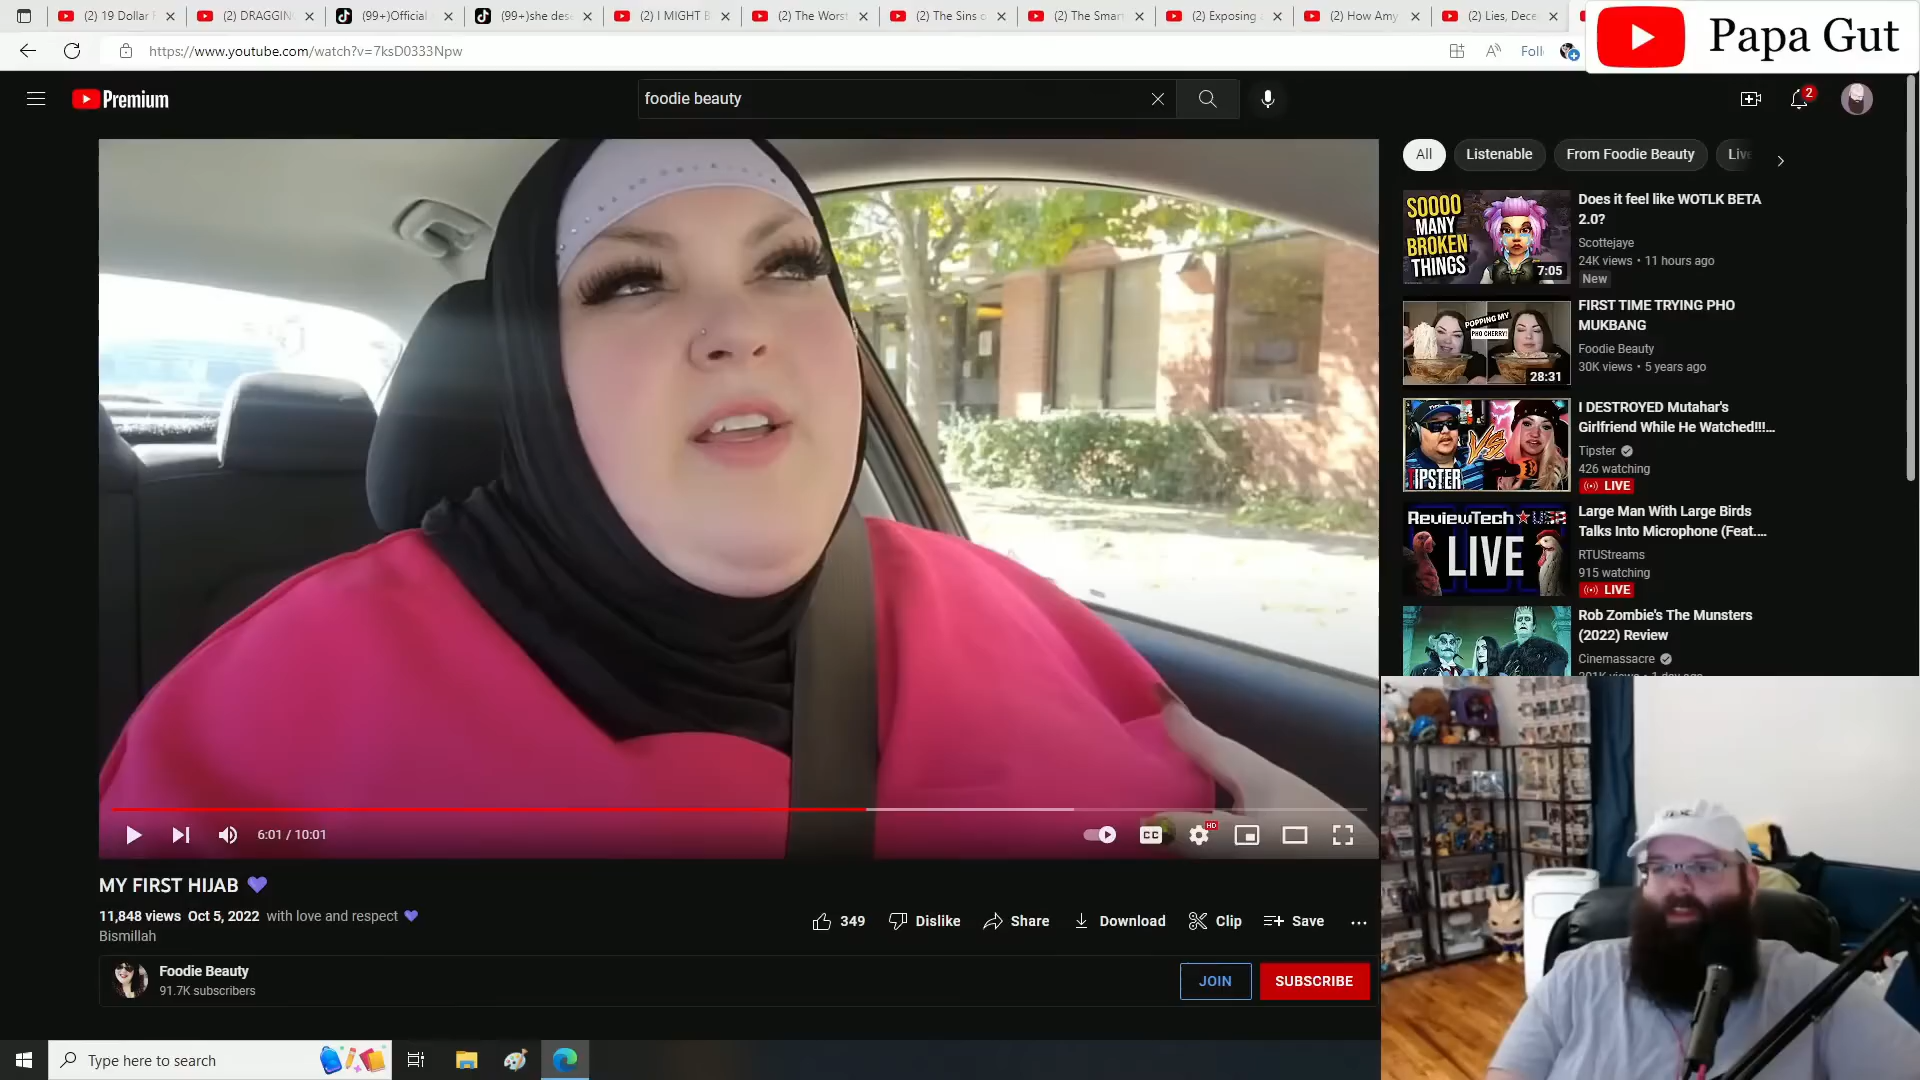 (2) 19 Dollar F
(2) DRAGGIN
(99+)Official
(99+)she des
(2) I MIGHT B
(2) The Worst
(2) The Sins o
(2) The Smar
(2) Exposing
(2) How Amy
(2) Lies, Dece
Papa Gut
https://www.youtube.com/watch?v=7ksD0333Npw
Foll
Premium
foodie beauty
2
All
Listenable
From Foodie Beauty
Live
SOOOO
MANY
BROKEN
THINGS
7:05
Does it feel like WOTLK BETA
2.0?
Scottejaye
24K views • 11 hours ago
New
POPPING MY
PHO CHERRY!
28:31
FIRST TIME TRYING PHO
MUKBANG
Foodie Beauty
30K views • 5 years ago
VS
TIPSTER
I DESTROYED Mutahar's
Girlfriend While He Watched!!!...
Tipster
426 watching
LIVE
ReviewTech USA
LIVE
Large Man With Large Birds
Talks Into Microphone (Feat....
RTUStreams
915 watching
LIVE
Rob Zombie's The Munsters
(2022) Review
Cinemassacre
6:01 / 10:01
CC
HD
MY FIRST HIJAB
11,848 views Oct 5, 2022 with love and respect
Bismillah
349
Dislike
Share
Download
Clip
Save
Foodie Beauty
91.7K subscribers
JOIN
SUBSCRIBE
Type here to search